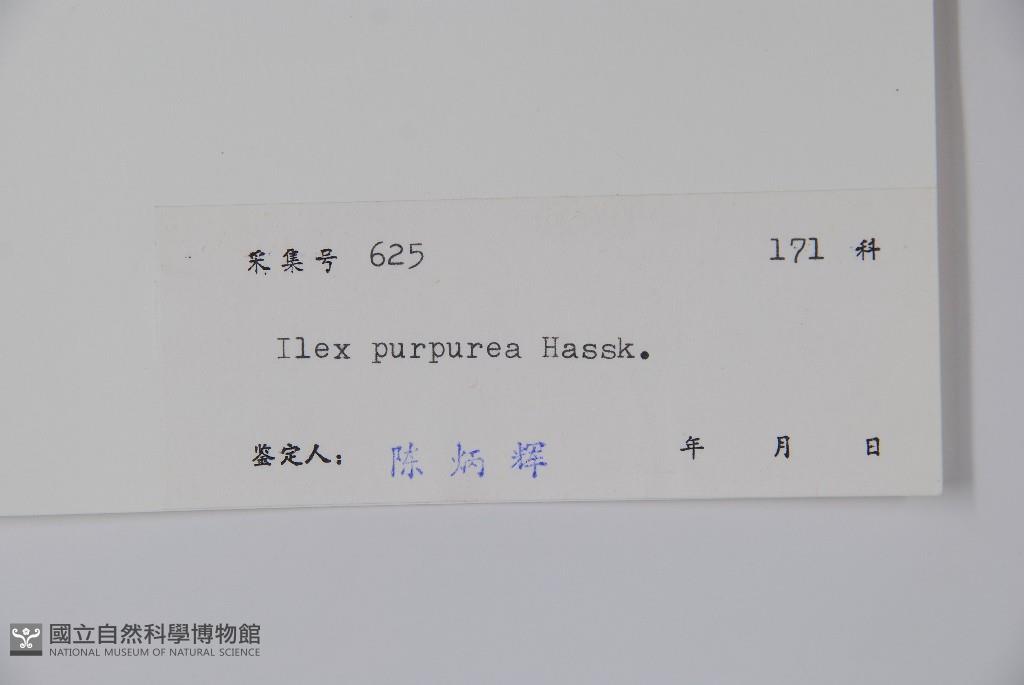 采集号 625 171 科
Ilex purpurea Hassk.
鉴定人: 陈炳辉 年 月 日
國立自然科學博物館
NATIONAL MUSEUM OF NATURAL SCIENCE